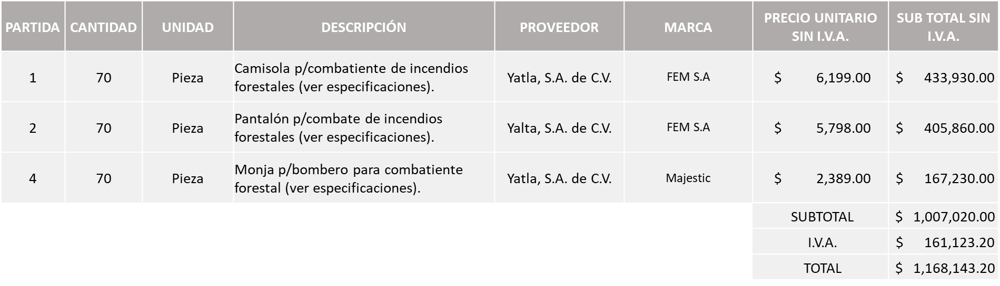 PARTIDA CANTIDAD UNIDAD DESCRIPCIÓN PROVEEDOR MARCA PRECIO UNITARIO SIN I.V.A. SUB TOTAL SIN I.V.A.
1 70 Pieza Camisola p/combatiente de incendios forestales (ver especificaciones). Yatla, S.A. de C.V. FEM S.A $ 6,199.00 $ 433,930.00
2 70 Pieza Pantalón p/combate de incendios forestales (ver especificaciones). Yalta, S.A. de C.V. FEM S.A $ 5,798.00 $ 405,860.00
4 70 Pieza Monja p/bombero para combatiente forestal (ver especificaciones). Yatla, S.A. de C.V. Majestic $ 2,389.00 $ 167,230.00
SUBTOTAL $ 1,007,020.00
I.V.A. $ 161,123.20
TOTAL $ 1,168,143.20